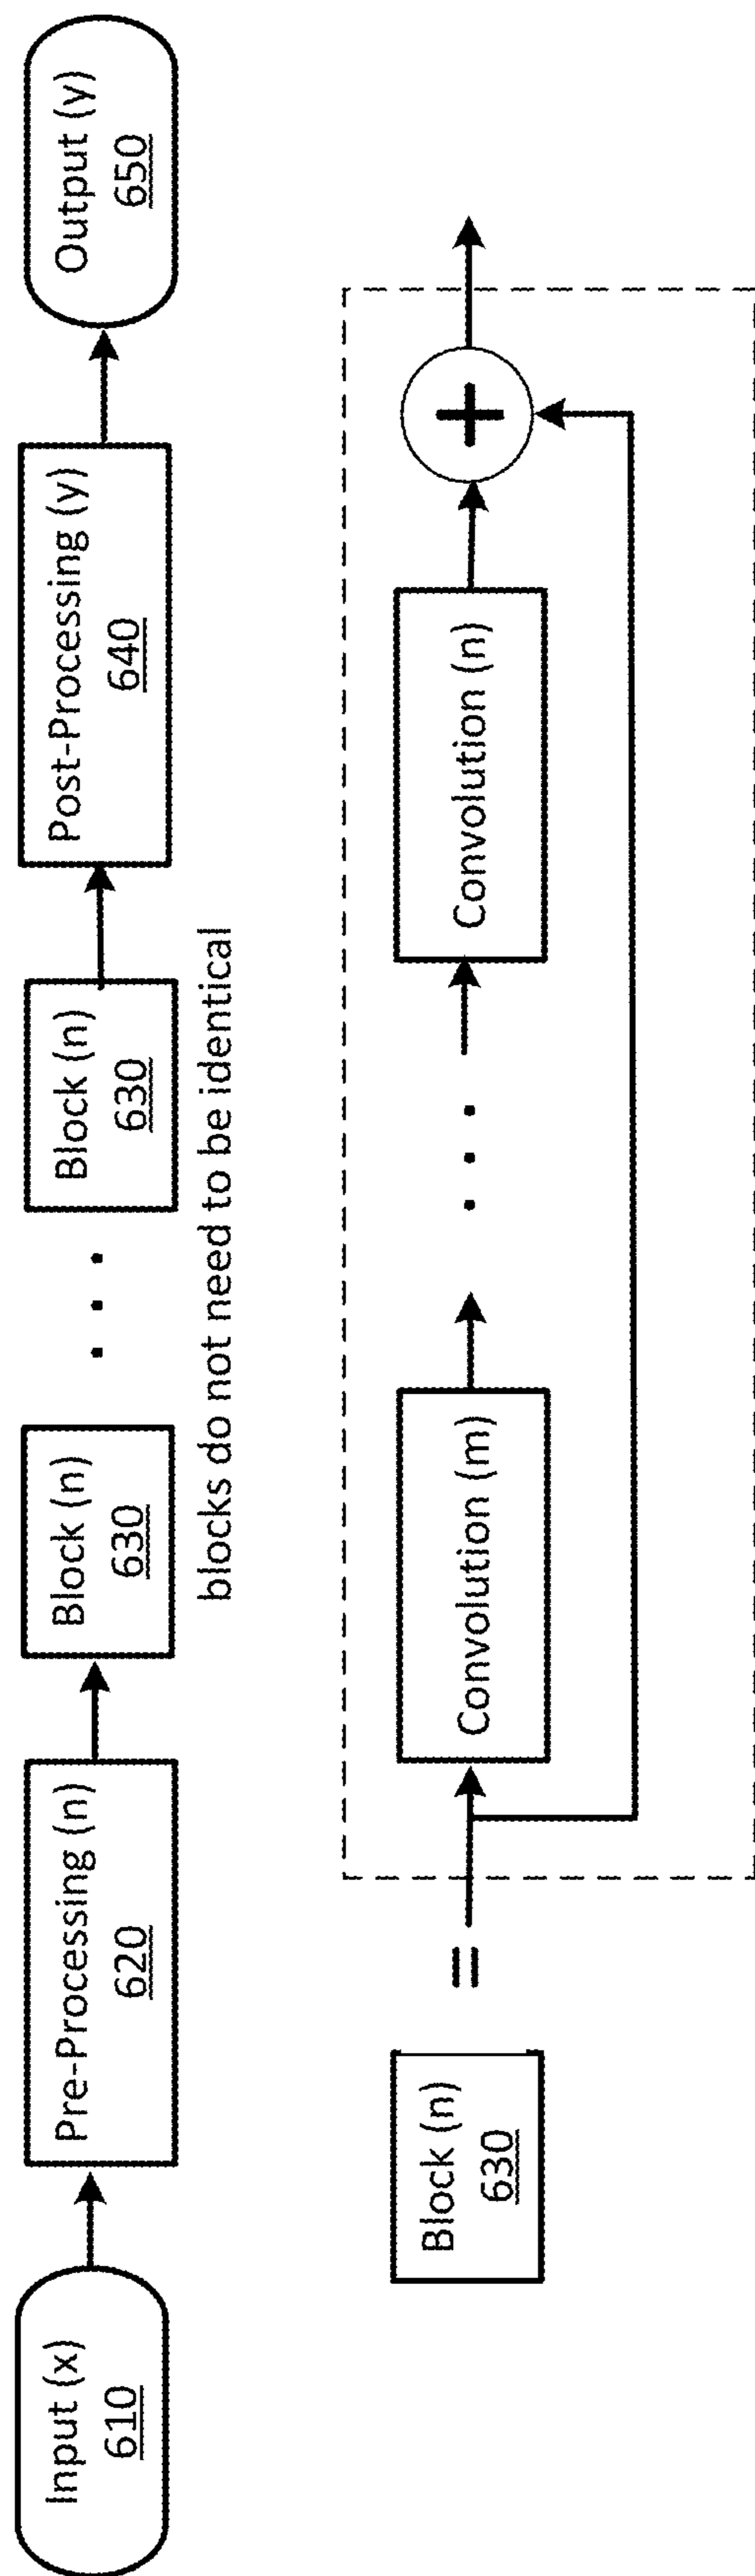 Input (x)
610
Pre-Processing (n)
620
Block (n)
630
. . .
Block (n)
630
Post-Processing (y)
640
Output (y)
650
blocks do not need to be identical
Block (n)
630
=
Convolution (m)
. . .
Convolution (n)
+